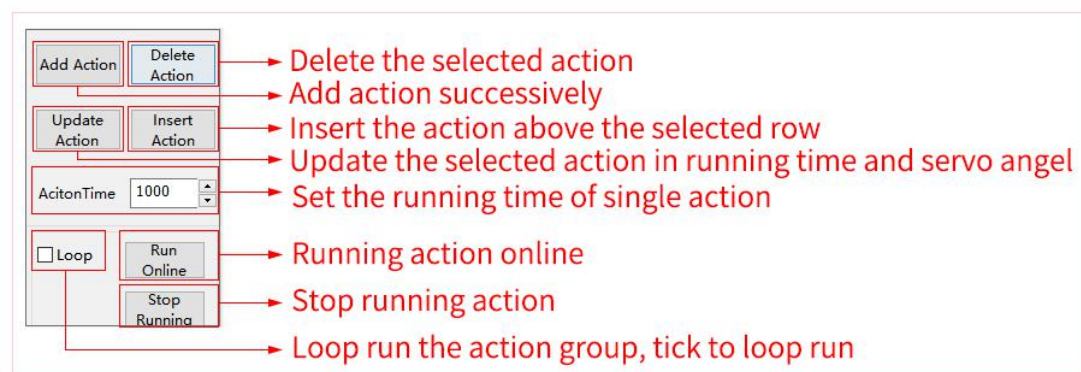 Add Action
Delete
Action
Delete the selected action
Add action successively
Update
Action
Insert
Action
Insert the action above the selected row
Update the selected action in running time and servo angel
AcitonTime
1000
Set the running time of single action
Loop
Run
Online
Running action online
Stop
Running
Stop running action
Loop run the action group, tick to loop run